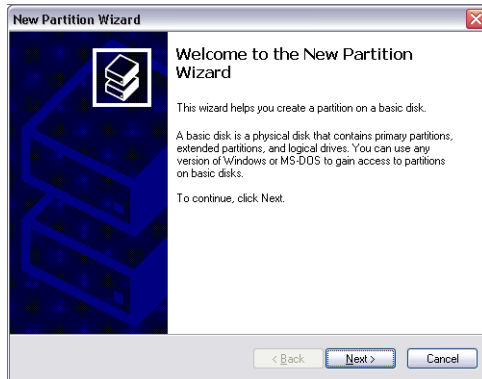 New Partition Wizard
Welcome to the New Partition
Wizard
This wizard helps you create a partition on a basic disk.
A basic disk is a physical disk that contains primary partitions,
extended partitions, and logical drives. You can use any
version of Windows or MS-DOS to gain access to partitions
on basic disks.
To continue, click Next.
< Back
Next >
Cancel